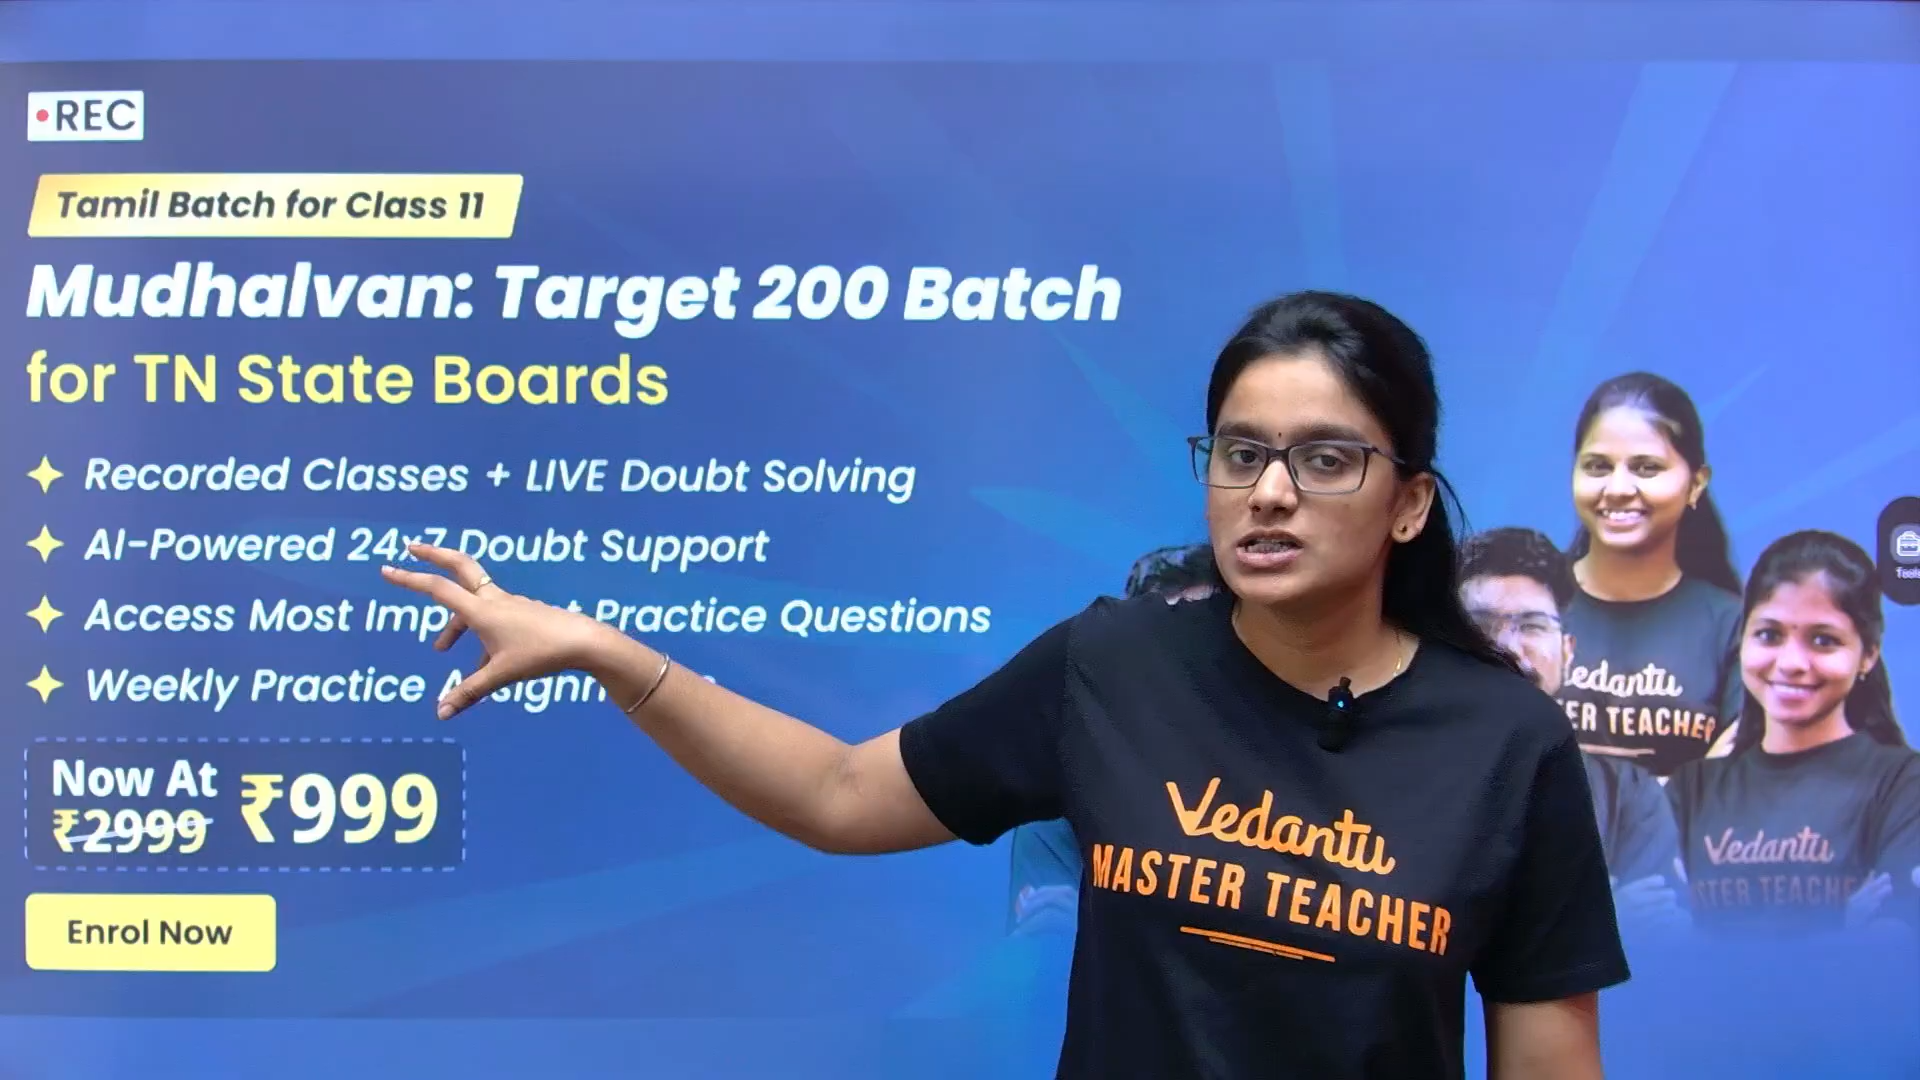 REC
Tamil Batch for Class 11
Mudhalvan: Target 200 Batch
for TN State Boards
Recorded Classes + LIVE Doubt Solving
AI-Powered 24x7 Doubt Support
Access Most Practice Questions
Weekly Practice
Now At
₹2999
₹999
Enrol Now
Vedantu
MASTER TEACHER
Vedantu
TEACHER
Vedantu
Tools